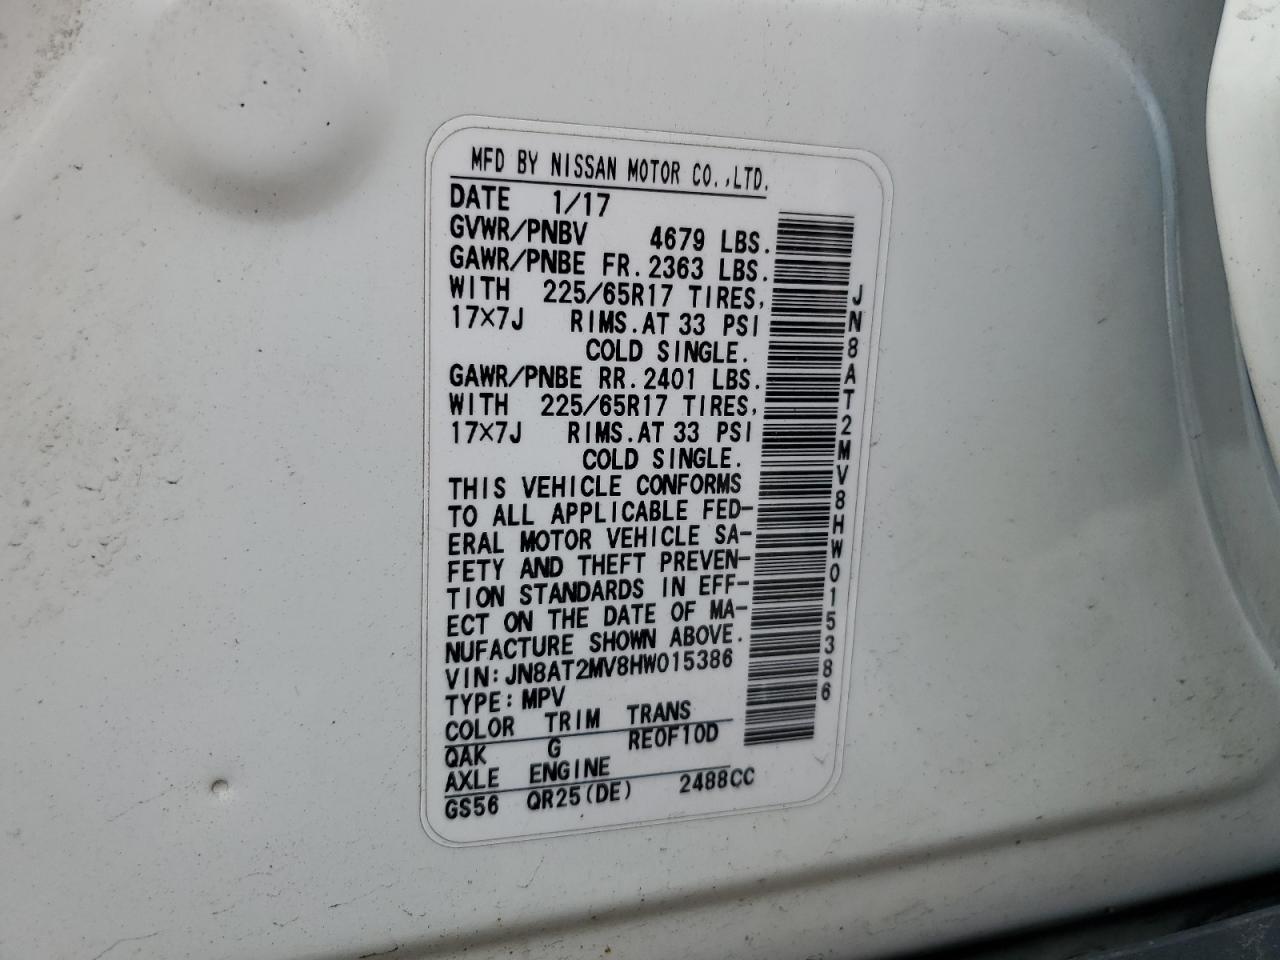 MFD BY NISSAN MOTOR CO.,LTD.
DATE 1/17
GVWR/PNBV 4679 LBS.
GAWR/PNBE FR. 2363 LBS.
WITH 225/65R17 TIRES,
17×7J RIMS. AT 33 PSI
COLD SINGLE.
GAWR/PNBE RR. 2401 LBS.
WITH 225/65R17 TIRES,
17×7J RIMS. AT 33 PSI
COLD SINGLE.
THIS VEHICLE CONFORMS
TO ALL APPLICABLE FED-
ERAL MOTOR VEHICLE SA-
FETY AND THEFT PREVEN-
TION STANDARDS IN EFF-
ECT ON THE DATE OF MA-
NUFACTURE SHOWN ABOVE.
VIN: JN8AT2MV8HW015386
TYPE: MPV
COLOR TRIM TRANS
QAK G RE0F10D
AXLE ENGINE
GS56 QR25(DE) 2488CC
JN8AT2MV8HW015386